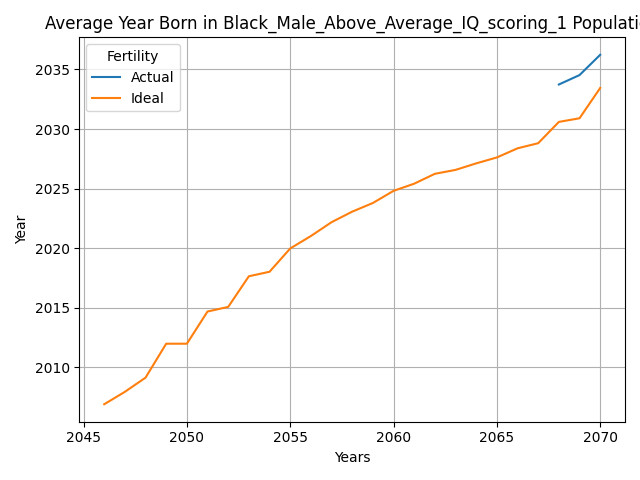 Average Year Born in Black_Male_Above_Average_IQ_scoring_1 Populati
Fertility
Actual
Ideal
2035
2030
2025
2020
2015
2010
Year
2045
2050
2055
2060
2065
2070
Years